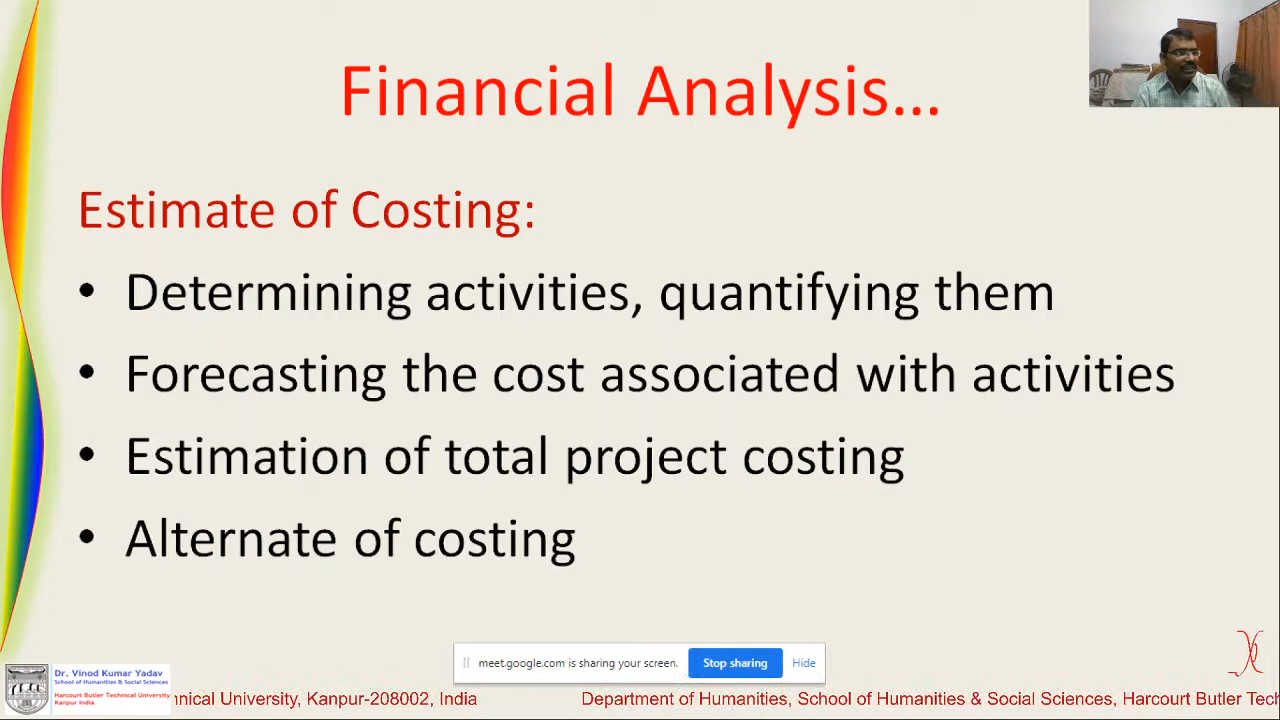 Financial Analysis...
Estimate of Costing:
• Determining activities, quantifying them
• Forecasting the cost associated with activities
• Estimation of total project costing
• Alternate of costing
meet.google.com is sharing your screen. Stop sharing Hide
Dr. Vinod Kumar Yadav
School of Humanities & Social Sciences
Harcourt Butler Technical University
Kanpur India
hnical University, Kanpur-208002, India Department of Humanities, School of Humanities & Social Sciences, Harcourt Butler Tec